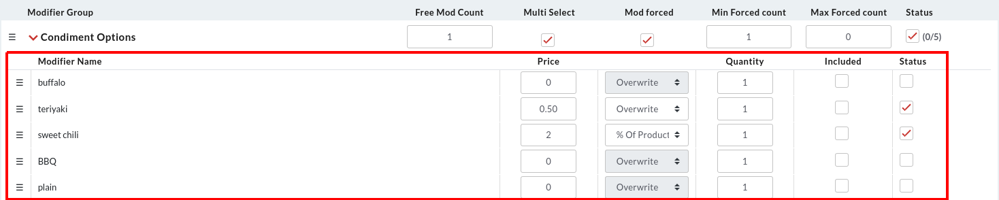 Modifier Group Free Mod Count Multi Select Mod forced Min Forced count Max Forced count Status
Condiment Options 1 1 0 (0/5)
Modifier Name Price Quantity Included Status
buffalo 0 Overwrite 1
teriyaki 0.50 Overwrite 1
sweet chili 2 % Of Product 1
BBQ 0 Overwrite 1
plain 0 Overwrite 1